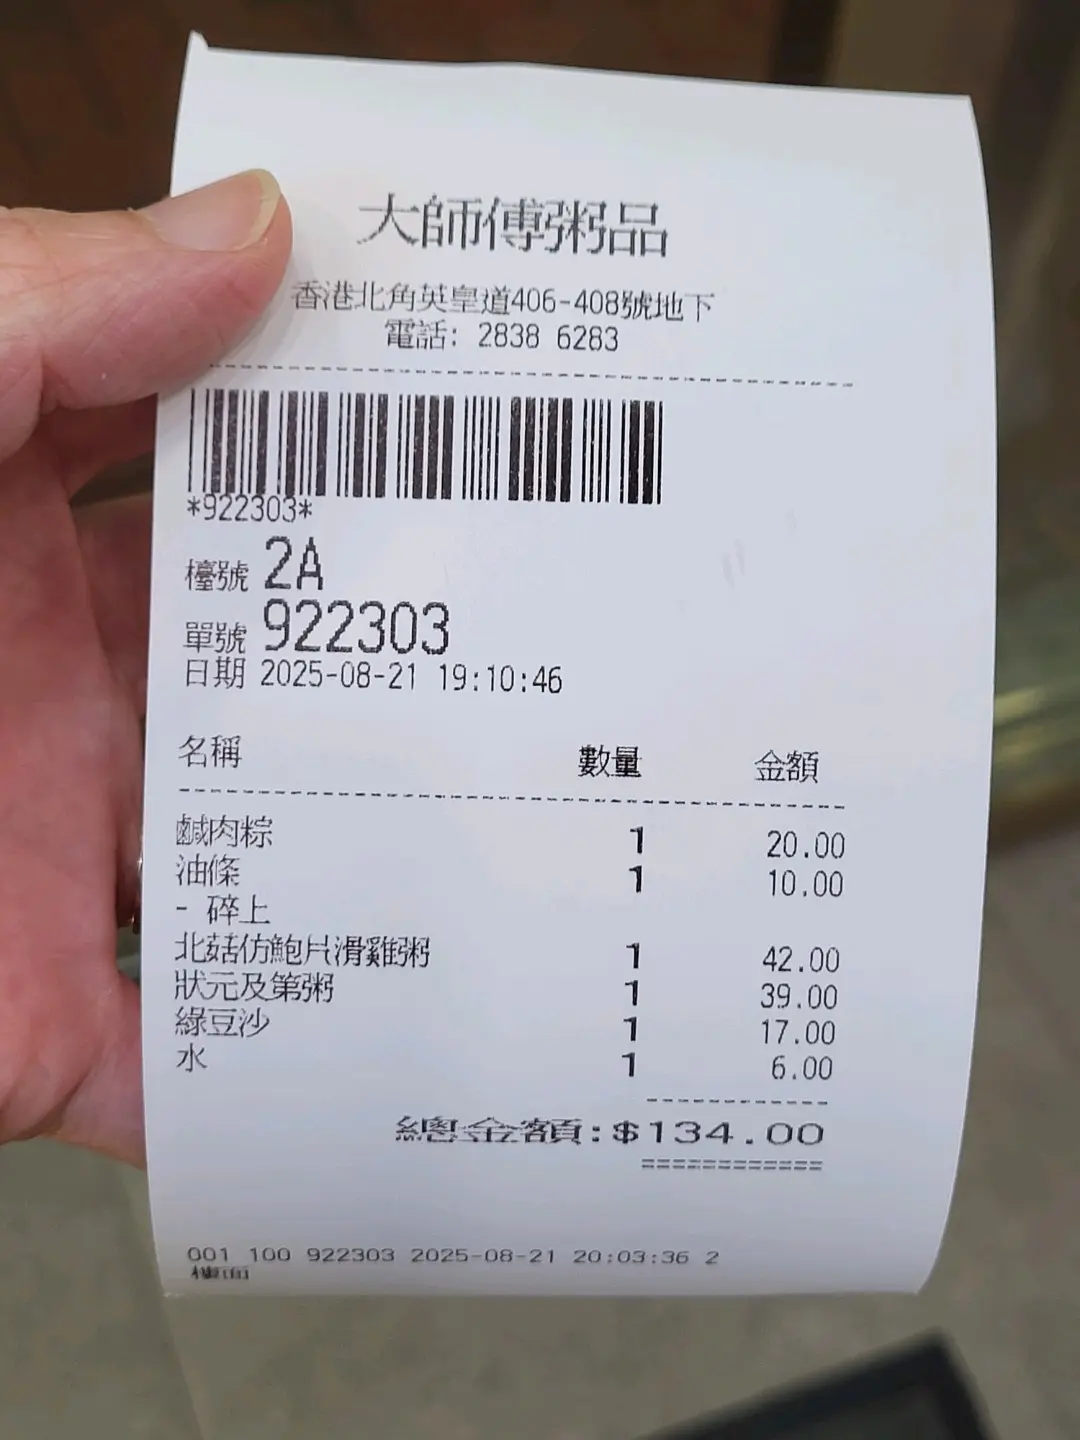 大師傅粥品
香港北角英皇道406-408號地下
電話: 2838 6283
*922303*
檯號 2A
單號 922303
日期 2025-08-21 19:10:46
名稱 數量 金額
鹹肉粽 1 20.00
油條 1 10.00
- 碎上
北菇仿鮑片滑雞粥 1 42.00
狀元及第粥 1 39.00
綠豆沙 1 17.00
水 1 6.00
總金額:$134.00
001 100 922303 2025-08-21 20:03:36 2
樓面